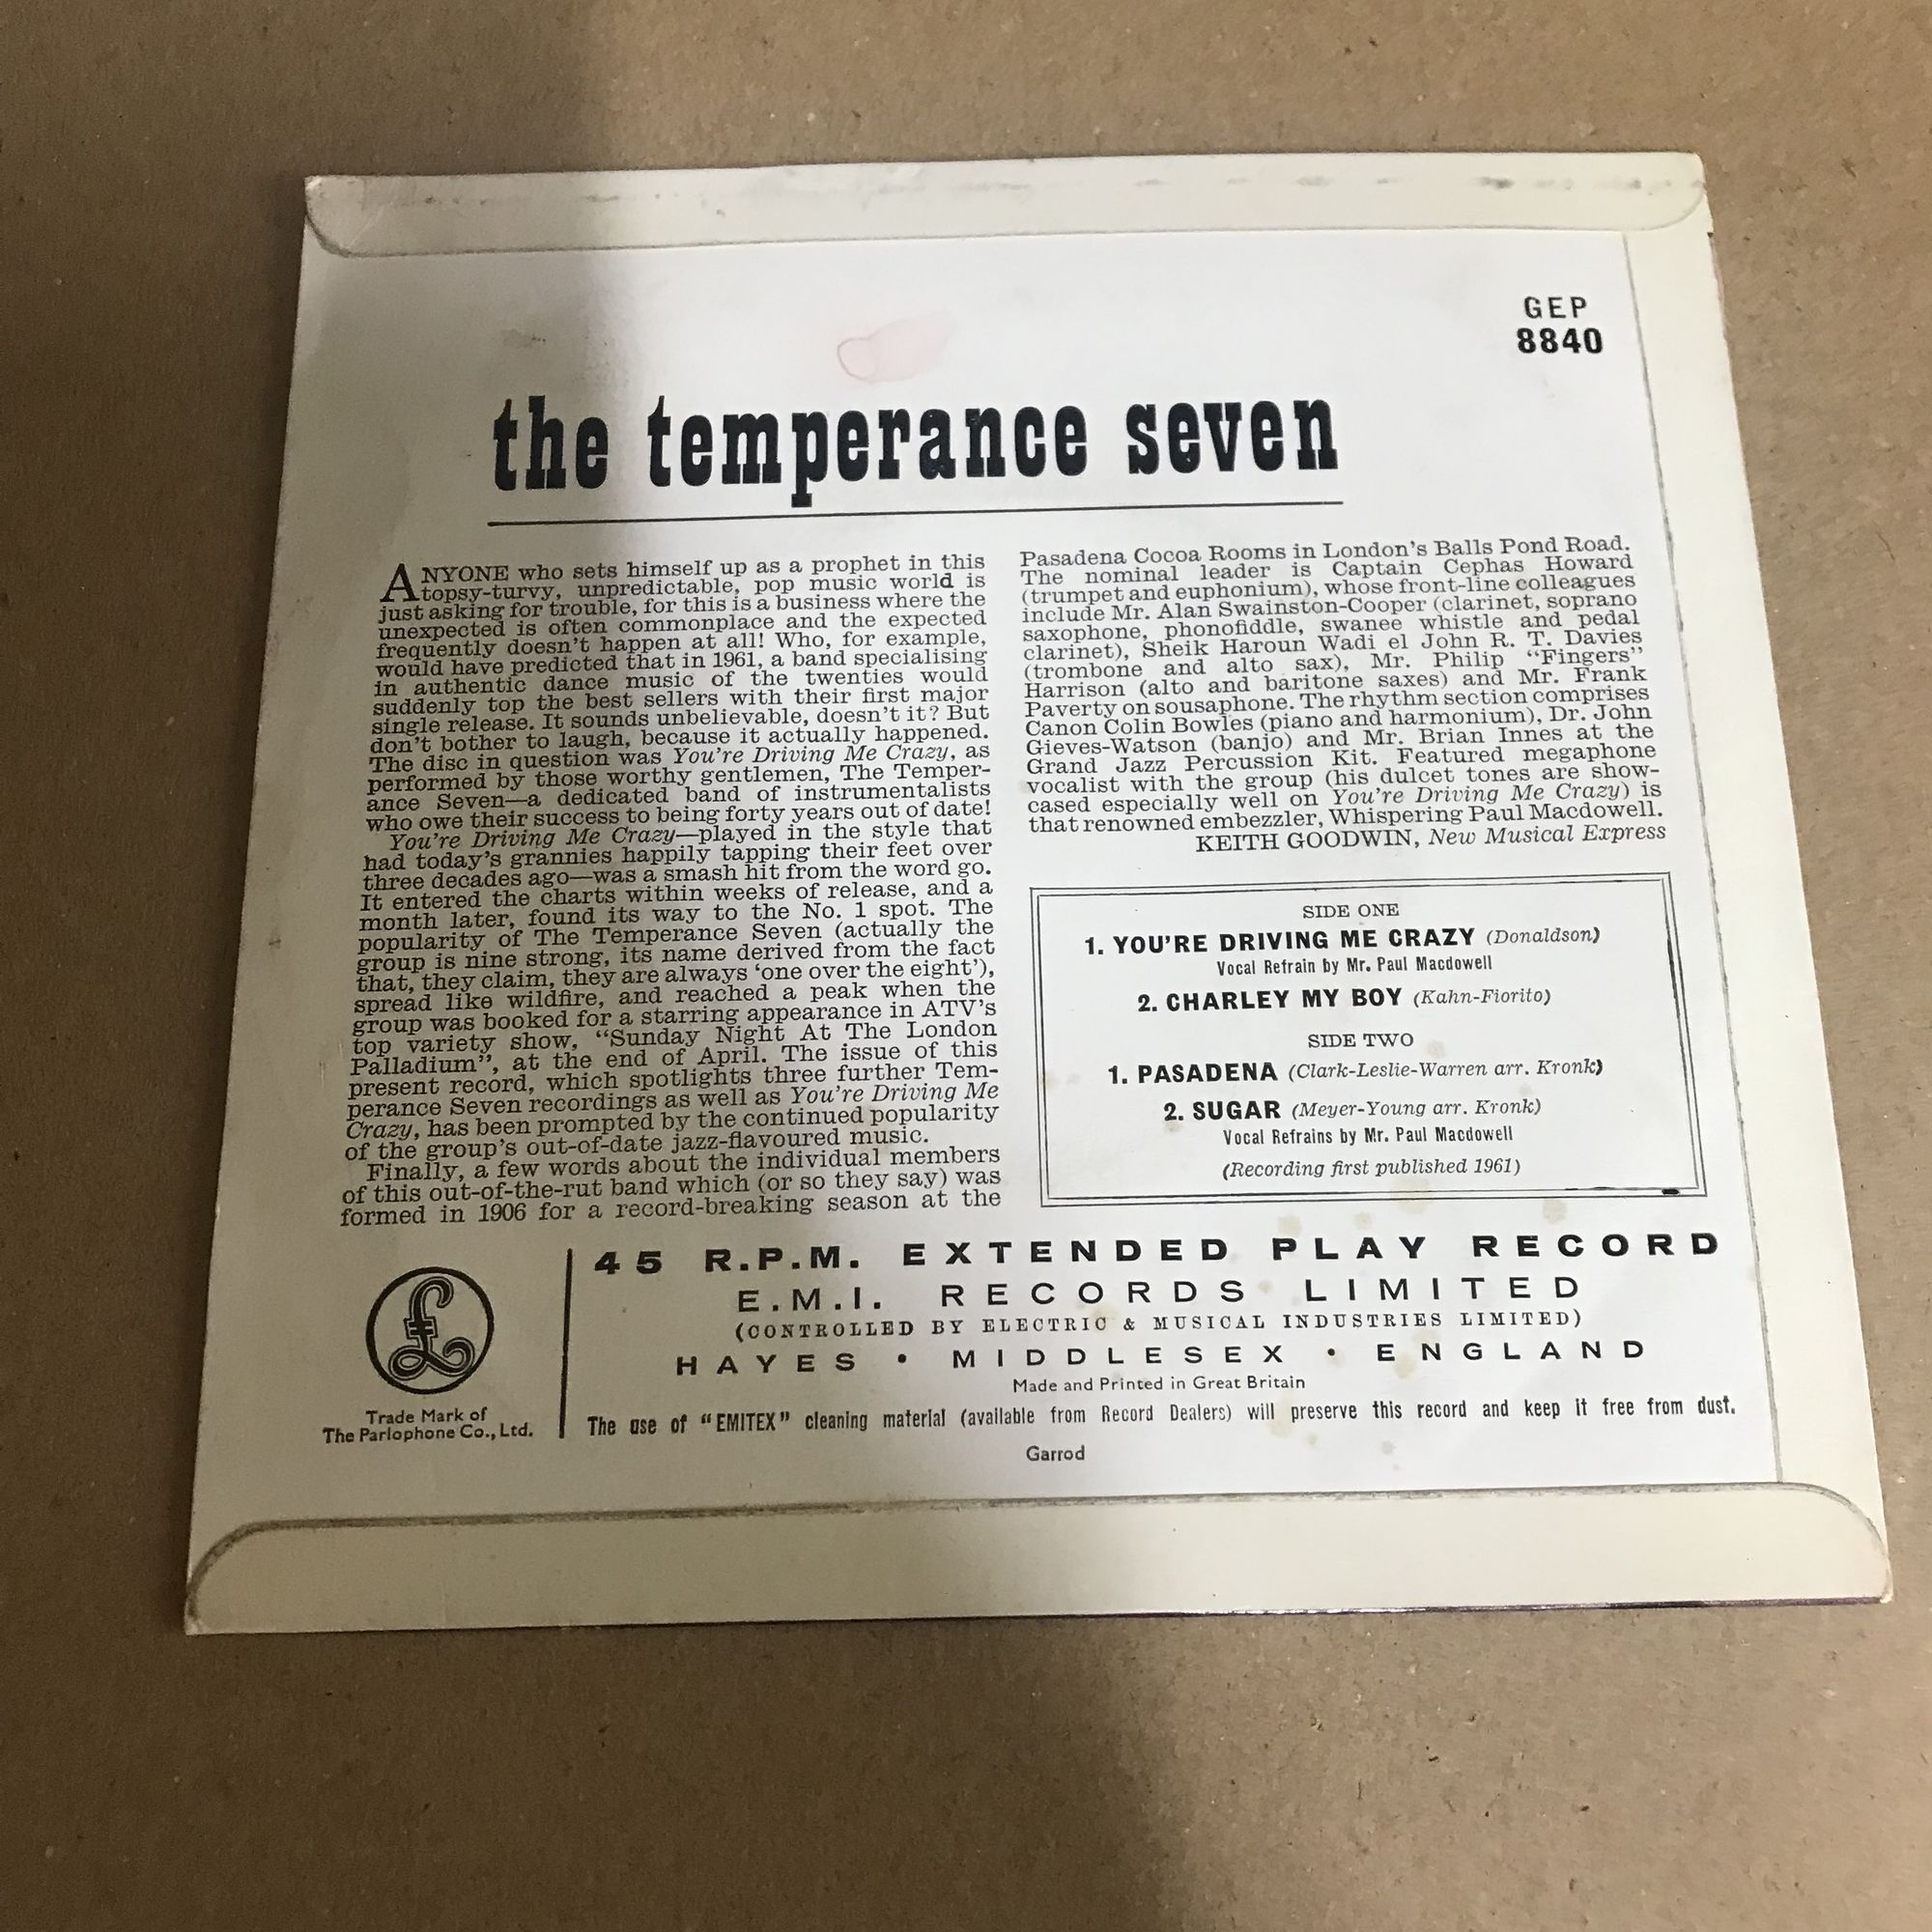 GEP
8840
the temperance seven
ANYONE who sets himself up as a prophet in this
topsy-turvy, unpredictable, pop music world is
just asking for trouble, for this is a business where the
unexpected is often commonplace and the expected
frequently doesn't happen at all! Who, for example,
would have predicted that in 1961, a band specialising
in authentic dance music of the twenties would
suddenly top the best sellers with their first major
single release. It sounds unbelievable, doesn't it? But
don't bother to laugh, because it actually happened.
The disc in question was You're Driving Me Crazy, as
performed by those worthy gentlemen, The Temper-
ance Seven—a dedicated band of instrumentalists
who owe their success to being forty years out of date!
You're Driving Me Crazy—played in the style that
had today's grannies happily tapping their feet over
three decades ago—was a smash hit from the word go.
It entered the charts within weeks of release, and a
month later, found its way to the No. 1 spot. The
popularity of The Temperance Seven (actually the
group is nine strong, its name derived from the fact
that, they claim, they are always 'one over the eight'),
spread like wildfire, and reached a peak when the
group was booked for a starring appearance in ATV's
top variety show, "Sunday Night At The London
Palladium", at the end of April. The issue of this
present record, which spotlights three further Tem-
perance Seven recordings as well as You're Driving Me
Crazy, has been prompted by the continued popularity
of the group's out-of-date jazz-flavoured music.
Finally, a few words about the individual members
of this out-of-the-rut band which (or so they say) was
formed in 1906 for a record-breaking season at the
Pasadena Cocoa Rooms in London's Balls Pond Road.
The nominal leader is Captain Cephas Howard
(trumpet and euphonium), whose front-line colleagues
include Mr. Alan Swainston-Cooper (clarinet, soprano
saxophone, phonofiddle, swanee whistle and pedal
clarinet), Sheik Haroun Wadi el John R. T. Davies
(trombone and alto sax), Mr. Philip "Fingers"
Harrison (alto and baritone saxes) and Mr. Frank
Paverty on sousaphone. The rhythm section comprises
Canon Colin Bowles (piano and harmonium), Dr. John
Gieves-Watson (banjo) and Mr. Brian Innes at the
Grand Jazz Percussion Kit. Featured megaphone
vocalist with the group (his dulcet tones are show-
cased especially well on You're Driving Me Crazy) is
that renowned embezzler, Whispering Paul Macdowell.
KEITH GOODWIN, New Musical Express
SIDE ONE
1. YOU'RE DRIVING ME CRAZY (Donaldson)
Vocal Refrain by Mr. Paul Macdowell
2. CHARLEY MY BOY (Kahn-Fiorito)
SIDE TWO
1. PASADENA (Clark-Leslie-Warren arr. Kronk)
2. SUGAR (Meyer-Young arr. Kronk)
Vocal Refrains by Mr. Paul Macdowell
(Recording first published 1961)
£
Trade Mark of
The Parlophone Co., Ltd.
45 R.P.M. EXTENDED PLAY RECORD
E.M.I. RECORDS LIMITED
(CONTROLLED BY ELECTRIC & MUSICAL INDUSTRIES LIMITED)
HAYES • MIDDLESEX • ENGLAND
Made and Printed in Great Britain
The use of "EMITEX" cleaning material (available from Record Dealers) will preserve this record and keep it free from dust.
Garrod